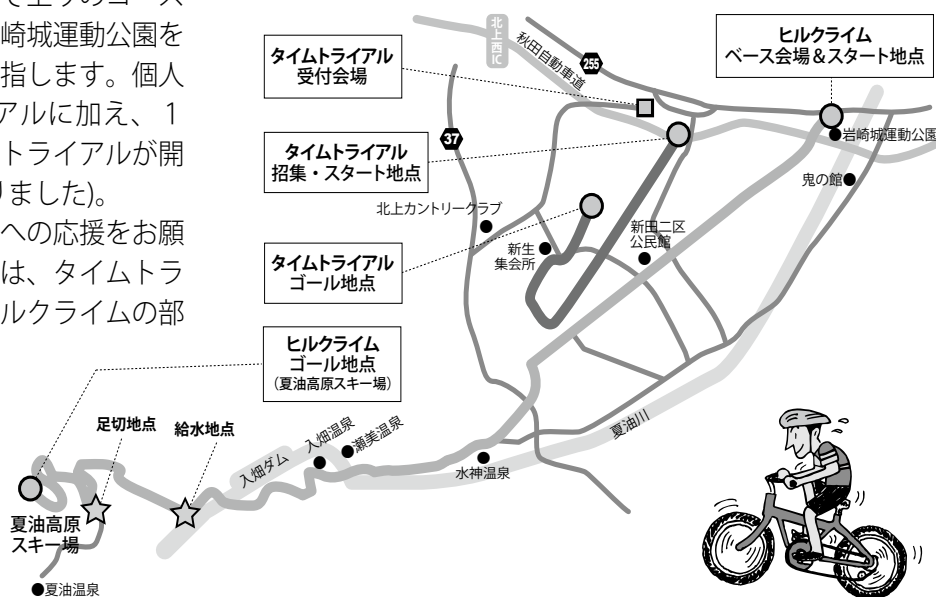 崎城運動公園を
指します。個人
アルに加え、1
トライアルが開
りました)。
への応援をお願
は、タイムトラ
ルクライムの部
タイムトライアル
受付会場
タイムトライアル
招集・スタート地点
タイムトライアル
ゴール地点
ヒルクライム
ゴール地点
(夏油高原スキー場)
ヒルクライム
ベース会場&スタート地点
北上西IC
秋田自動車道
255
37
岩崎城運動公園
鬼の館
北上カントリークラブ
新生
集会所
新田二区
公民館
夏油川
水神温泉
瀬美温泉
入畑温泉
入畑ダム
給水地点
足切地点
夏油高原
スキー場
夏油温泉